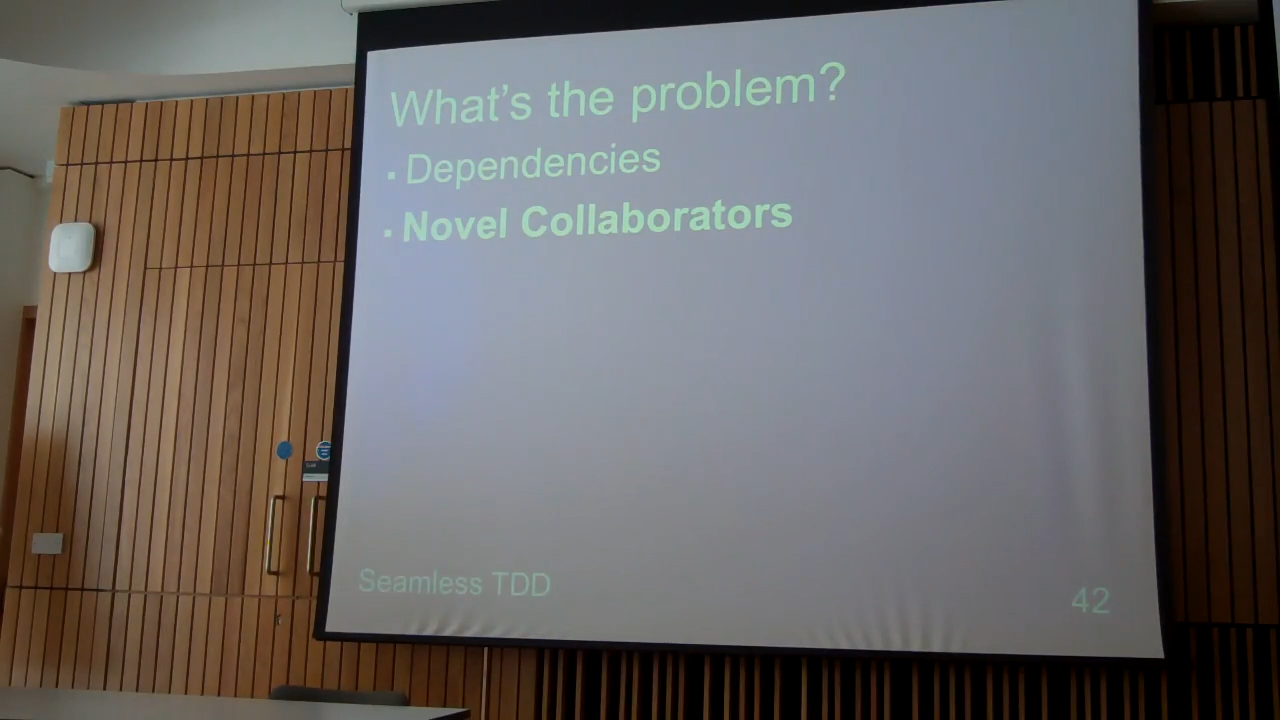 What's the problem?
▪ Dependencies
▪ Novel Collaborators
Seamless TDD
42